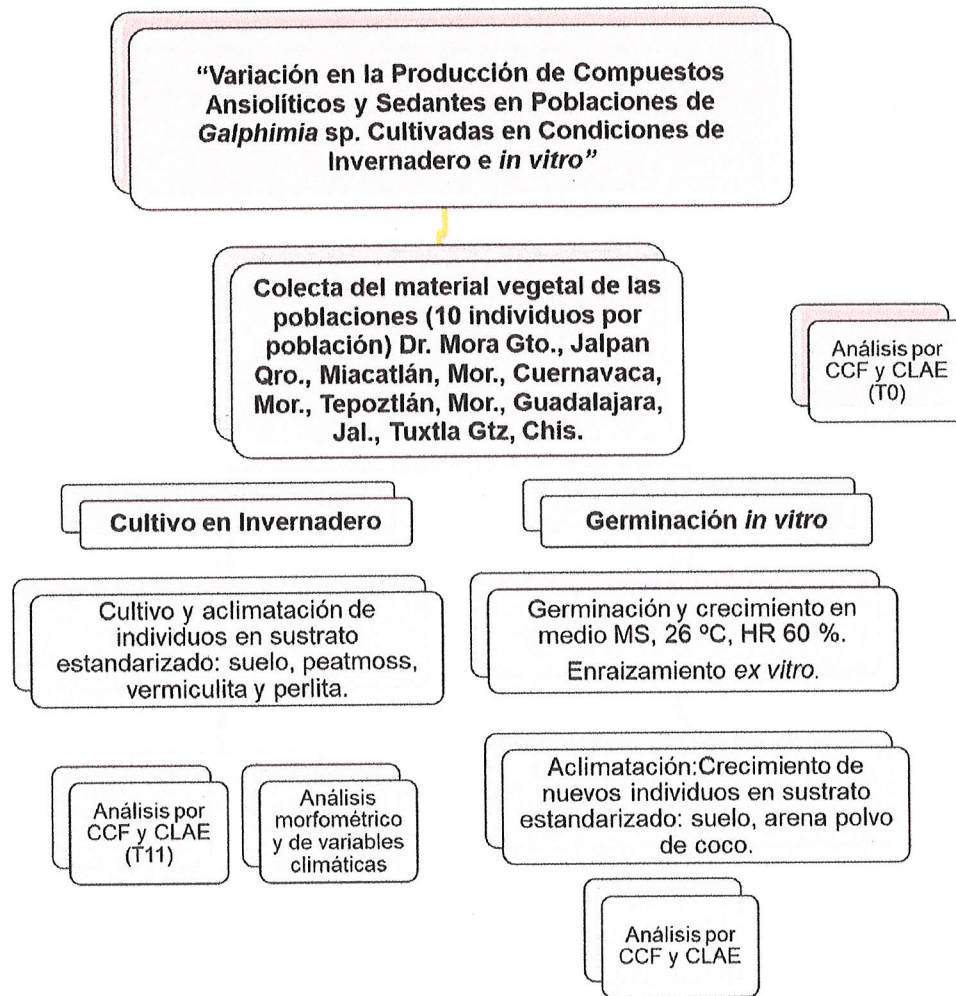 “Variación en la Producción de Compuestos
Ansiolíticos y Sedantes en Poblaciones de
Galphimia sp. Cultivadas en Condiciones de
Invernadero e in vitro”
Colecta del material vegetal de las
poblaciones (10 individuos por
población) Dr. Mora Gto., Jalpan
Qro., Miacatlán, Mor., Cuernavaca,
Mor., Tepoztlán, Mor., Guadalajara,
Jal., Tuxtla Gtz, Chis.
Análisis por
CCF y CLAE
(T0)
Cultivo en Invernadero
Cultivo y aclimatación de
individuos en sustrato
estandarizado: suelo, peatmoss,
vermiculita y perlita.
Análisis por
CCF y CLAE
(T11)
Análisis
morfométrico
y de variables
climáticas
Germinación in vitro
Germinación y crecimiento en
medio MS, 26 ºC, HR 60 %.
Enraizamiento ex vitro.
Aclimatación:Crecimiento de
nuevos individuos en sustrato
estandarizado: suelo, arena polvo
de coco.
Análisis por
CCF y CLAE